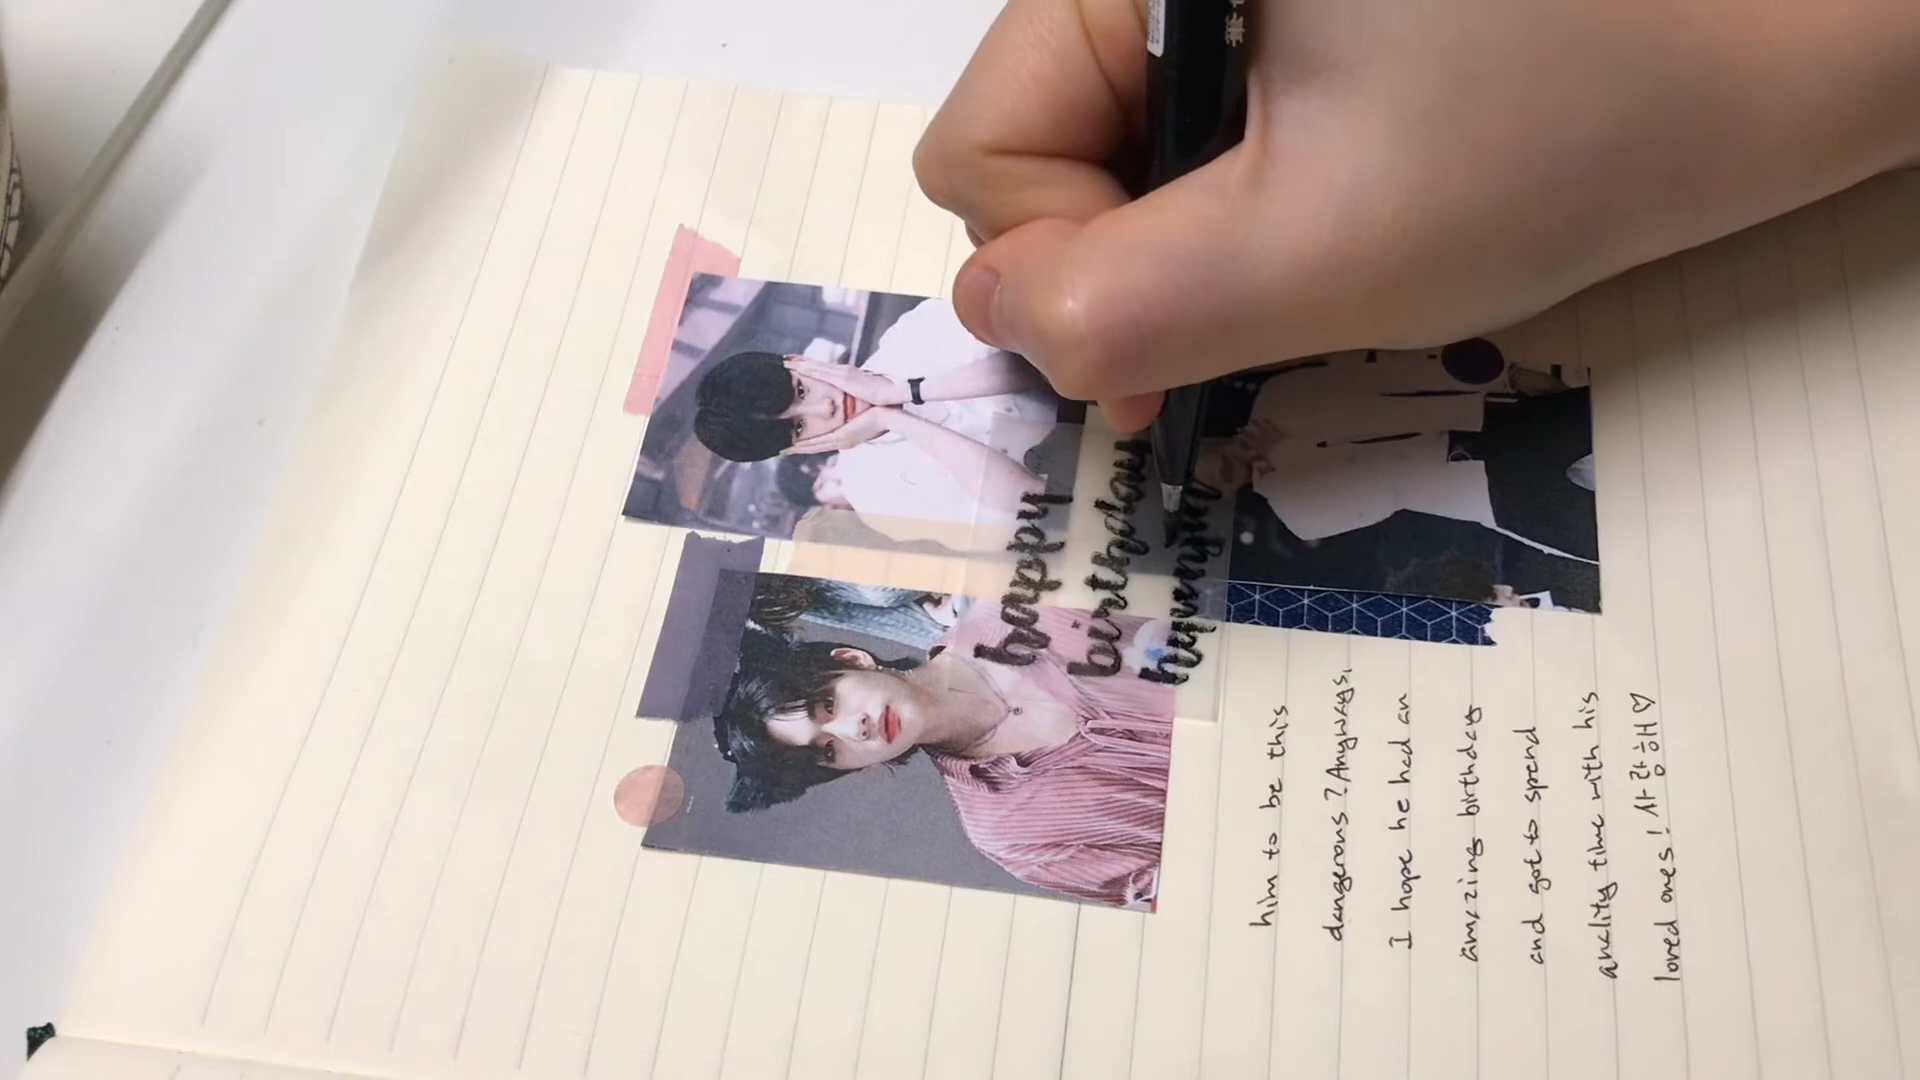 happy
birthday
hyunjin
him to be this
dangerous? Anyways,
I hope he had an
amazing birthday
and got to spend
quality time with his
loved ones! 사랑해♡